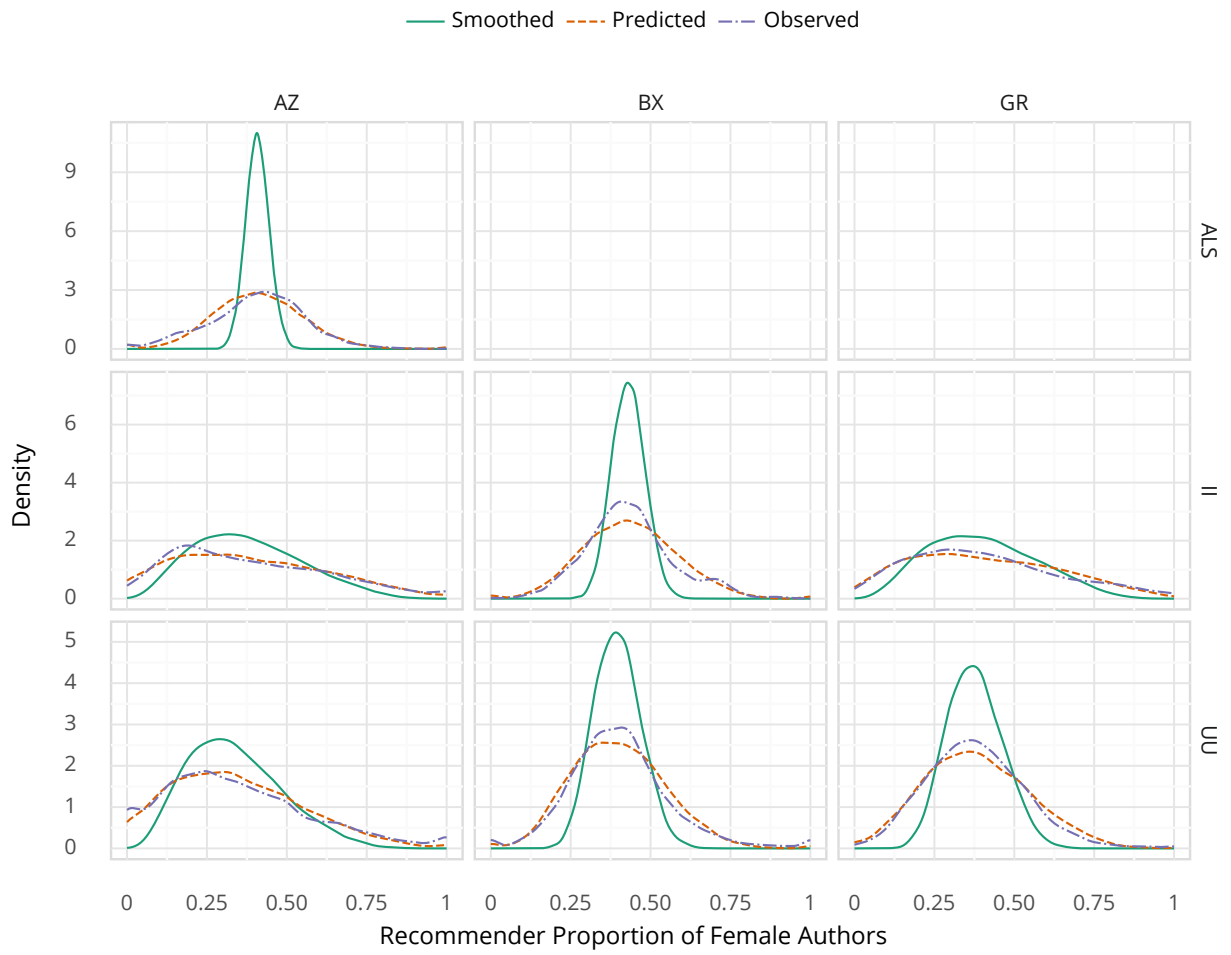 Smoothed Predicted Observed
AZ BX GR
9
6
3
0
ALS
6
4
2
0
II
5
4
3
2
1
0
UU
Density
0 0.25 0.50 0.75 1 0 0.25 0.50 0.75 1 0 0.25 0.50 0.75 1
Recommender Proportion of Female Authors